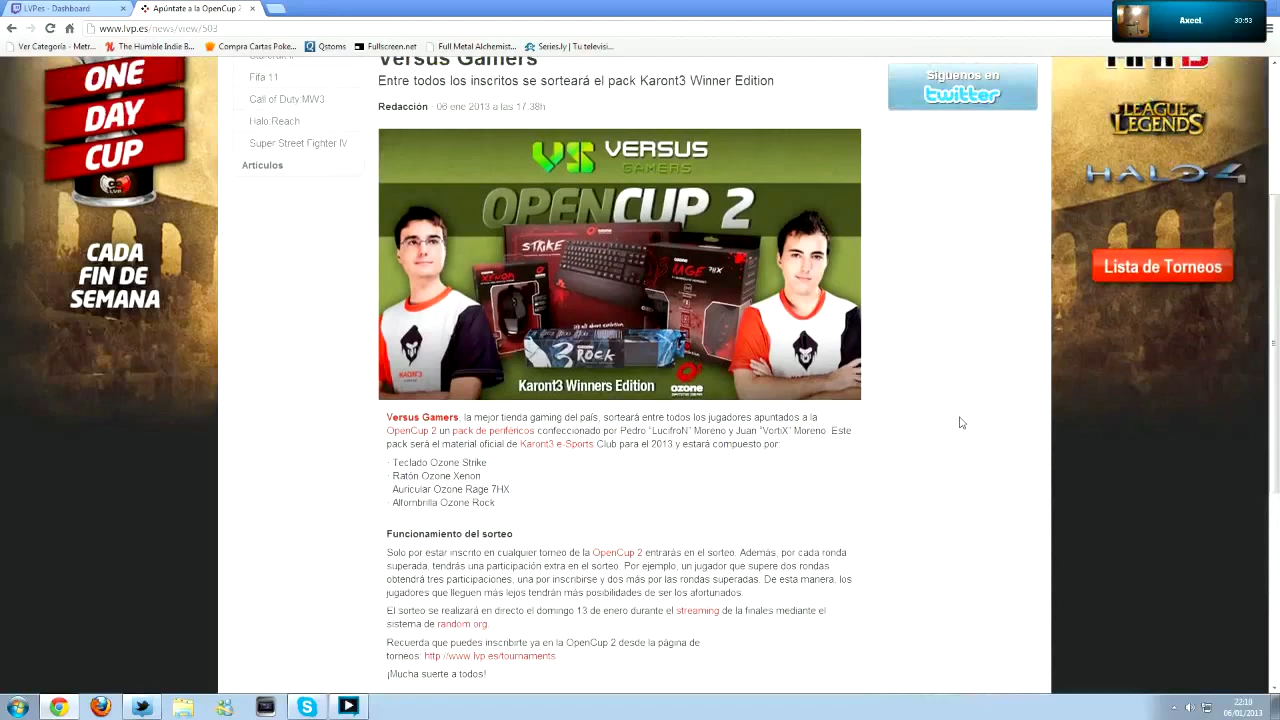 LVPes - Dashboard
Apúntate a la OpenCup 2
Axeel.
30:53
www.lvp.es/news/view/503
Ver Categoría - Metr...
The Humble Indie B...
Compra Cartas Poke...
Qstoms
Fullscreen.net
Full Metal Alchemist...
Series.ly | Tu televisi...
Versus Gamers
Entre todos los inscritos se sorteará el pack Karont3 Winner Edition
Redacción · 06 ene 2013 a las 17:38h
Fifa 11
Call of Duty MW3
Halo:Reach
Super Street Fighter IV
Artículos
ONE
DAY
CUP
LVP
CADA
FIN DE
SEMANA
Síguenos en
twitter
LEAGUE of
LEGENDS
HALO 4
Lista de Torneos
VS VERSUS
GAMERS
OPENCUP 2
STRIKE
XENON
RAGE 7HX
ROCK
KARONT3
Karont3 Winners Edition
ozone
Versus Gamers, la mejor tienda gaming del país, sorteará entre todos los jugadores apuntados a la
OpenCup 2 un pack de periféricos confeccionado por Pedro "LucifroN" Moreno y Juan "VortiX" Moreno. Este
pack será el material oficial de Karont3 e-Sports Club para el 2013 y estará compuesto por:
· Teclado Ozone Strike
· Ratón Ozone Xenon
· Auricular Ozone Rage 7HX
· Alfombrilla Ozone Rock
Funcionamiento del sorteo
Solo por estar inscrito en cualquier torneo de la OpenCup 2 entrarás en el sorteo. Además, por cada ronda
superada, tendrás una participación extra en el sorteo. Por ejemplo, un jugador que supere dos rondas
obtendrá tres participaciones, una por inscribirse y dos más por las rondas superadas. De esta manera, los
jugadores que lleguen más lejos tendrán más posibilidades de ser los afortunados.
El sorteo se realizará en directo el domingo 13 de enero durante el streaming de la finales mediante el
sistema de random.org.
Recuerda que puedes inscribirte ya en la OpenCup 2 desde la página de
torneos: http://www.lvp.es/tournaments
¡Mucha suerte a todos!
22:18
06/01/2013